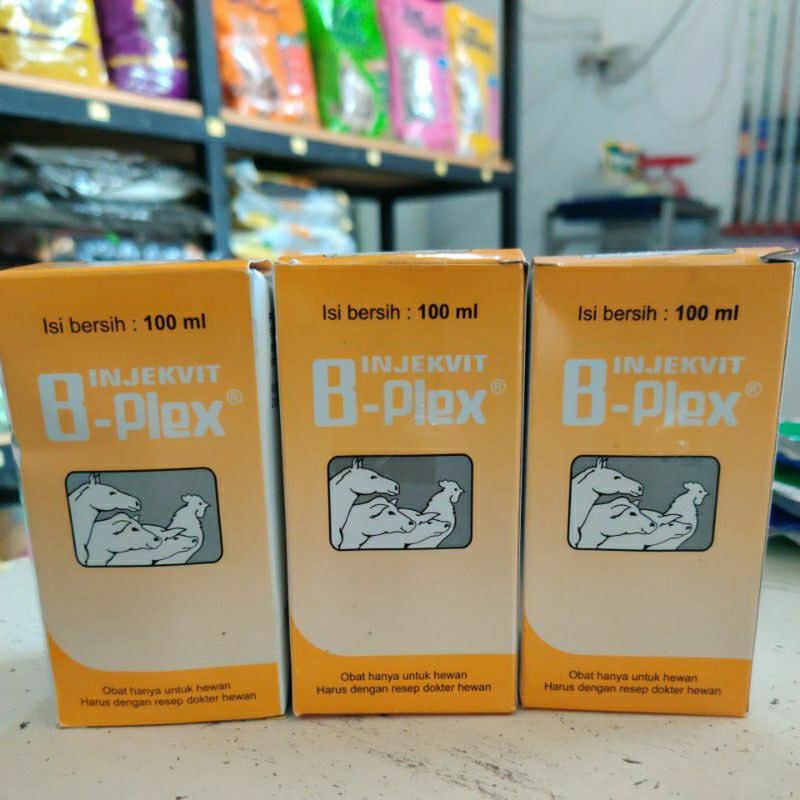 Isi bersih : 100 ml
INJEKVIT
B-Plex®
Obat hanya untuk hewan
Harus dengan resep dokter hewan
Isi bersih : 100 ml
INJEKVIT
B-Plex®
Obat hanya untuk hewan
Harus dengan resep dokter hewan
Isi bersih : 100 ml
INJEKVIT
B-Plex®
Obat hanya untuk hewan
Harus dengan resep dokter hewan